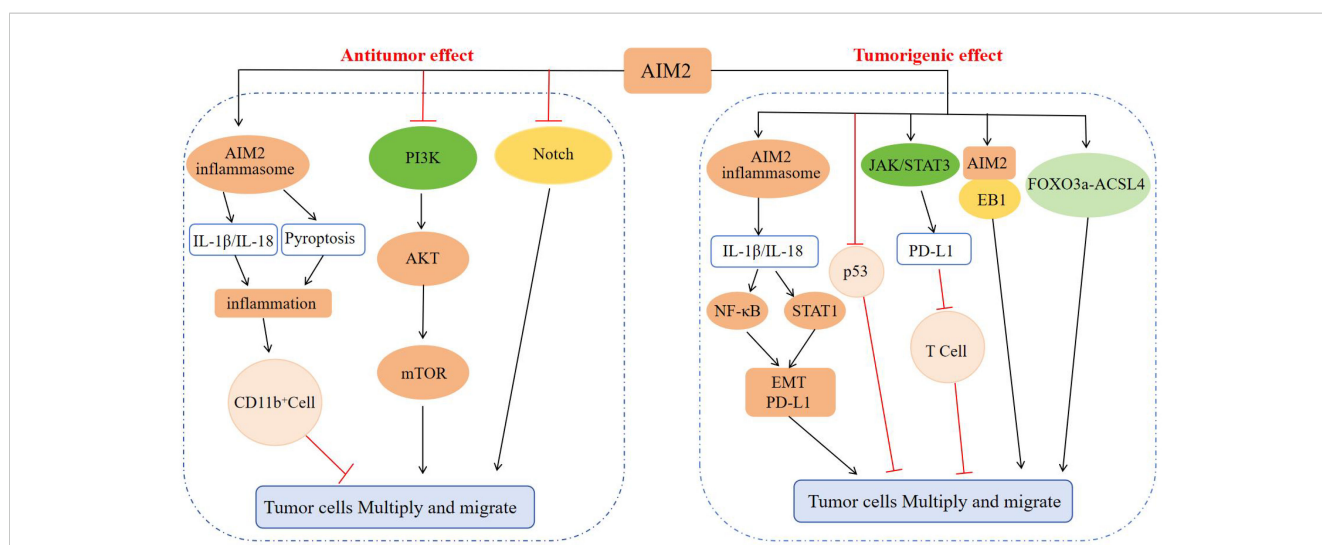 Antitumor effect
AIM2
Tumorigenic effect
AIM2
inflammasome
PI3K
Notch
IL-1β/IL-18
Pyroptosis
AKT
inflammation
mTOR
CD11b⁺Cell
Tumor cells Multiply and migrate
AIM2
inflammasome
JAK/STAT3
AIM2
EB1
FOXO3a-ACSL4
IL-1β/IL-18
p53
PD-L1
NF-κB
STAT1
T Cell
EMT
PD-L1
Tumor cells Multiply and migrate